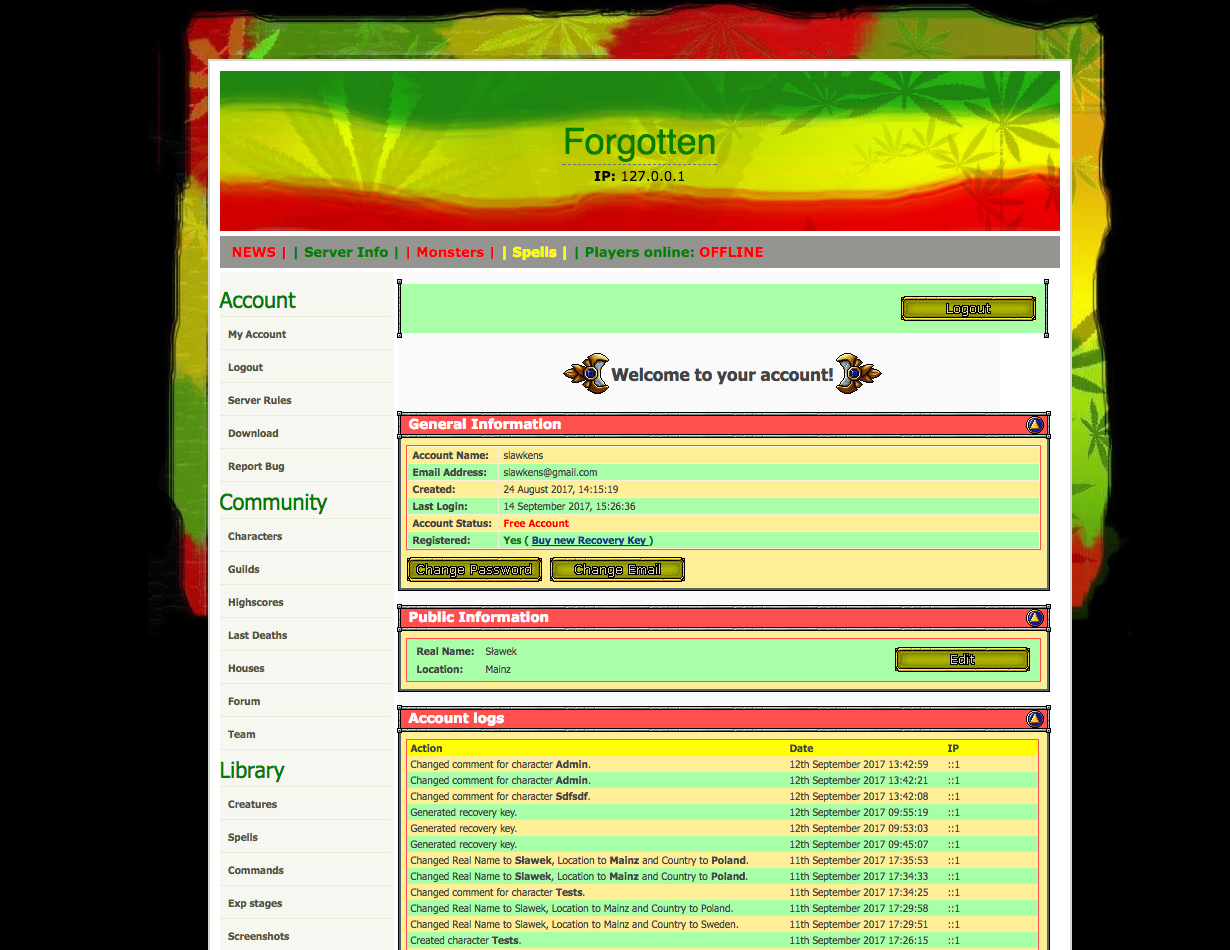 Forgotten
IP: 127.0.0.1
NEWS | | Server Info | | Monsters | | Spells | | Players online: OFFLINE
Account
My Account
Logout
Server Rules
Download
Report Bug
Community
Characters
Guilds
Highscores
Last Deaths
Houses
Forum
Team
Library
Creatures
Spells
Commands
Exp stages
Screenshots
Logout
Welcome to your account!
General Information
Account Name: slawkens
Email Address: slawkens@gmail.com
Created: 24 August 2017, 14:15:19
Last Login: 14 September 2017, 15:26:36
Account Status: Free Account
Registered: Yes ( Buy new Recovery Key )
Change Password Change Email
Public Information
Real Name: Sławek
Location: Mainz
Edit
Account logs
Action Date IP
Changed comment for character Admin. 12th September 2017 13:42:59 ::1
Changed comment for character Admin. 12th September 2017 13:42:21 ::1
Changed comment for character Sdfsdf. 12th September 2017 13:42:08 ::1
Generated recovery key. 12th September 2017 09:55:19 ::1
Generated recovery key. 12th September 2017 09:53:03 ::1
Generated recovery key. 12th September 2017 09:45:07 ::1
Changed Real Name to Sławek, Location to Mainz and Country to Poland. 11th September 2017 17:35:53 ::1
Changed Real Name to Slawek, Location to Mainz and Country to Poland. 11th September 2017 17:34:33 ::1
Changed comment for character Tests. 11th September 2017 17:34:25 ::1
Changed Real Name to Slawek, Location to Mainz and Country to Poland. 11th September 2017 17:29:58 ::1
Changed Real Name to Slawek, Location to Mainz and Country to Sweden. 11th September 2017 17:29:51 ::1
Created character Tests. 11th September 2017 17:26:15 ::1